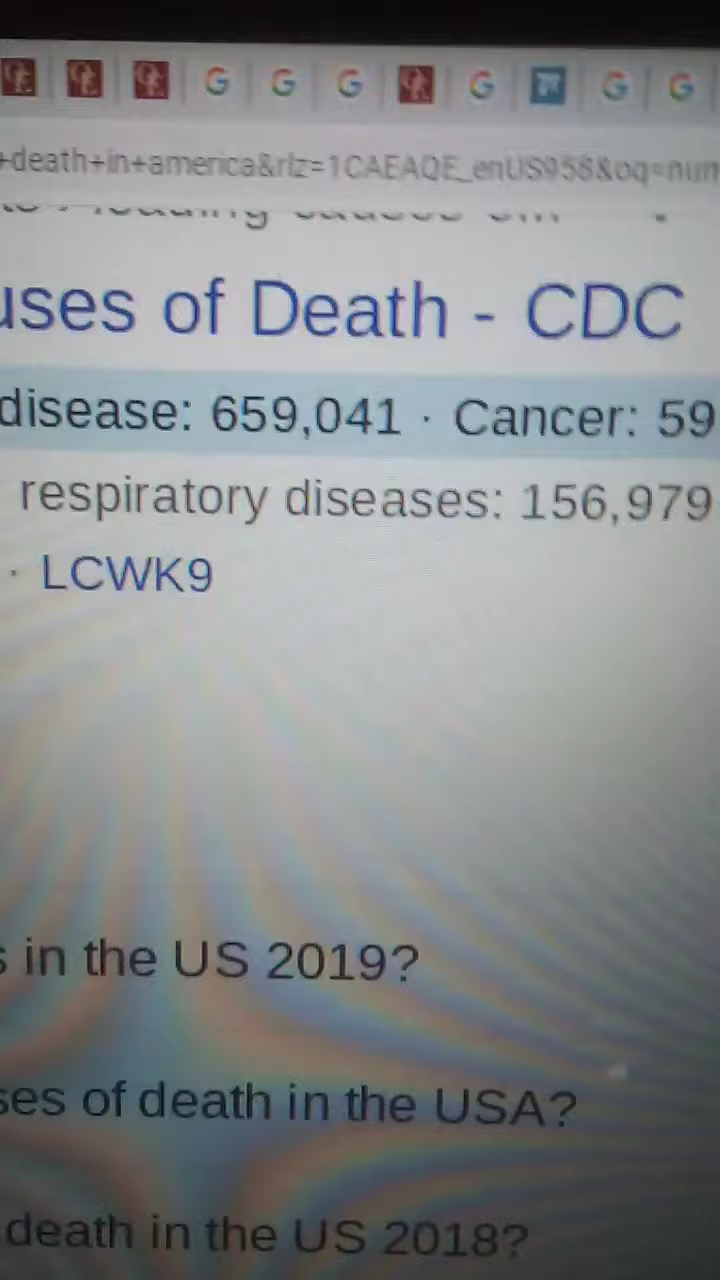 +death+in+america&rlz=1CAEAQE_enUS958&oq=num
uses of Death - CDC
disease: 659,041 · Cancer: 59
respiratory diseases: 156,979
· LCWK9
s in the US 2019?
ses of death in the USA?
death in the US 2018?